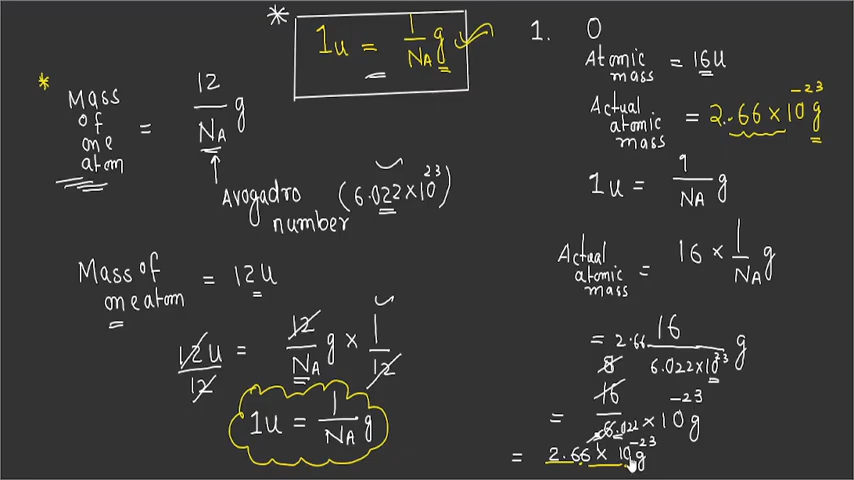 * 1u = 1/NA g ✓
* Mass of one atom = 12/NA g
↑
Avogadro number (6.022×10^23)
Mass of one atom = 12u
12u/12 = 12/NA g × 1/12
1u = 1/NA g
1. O
Atomic mass = 16u
Actual atomic mass = 2.66×10^-23 g
1u = 1/NA g
Actual atomic mass = 16 × 1/NA g
= 16/6.022×10^23 g
= 16/6.022 × 10^-23 g
= 2.66 × 10^-23 g